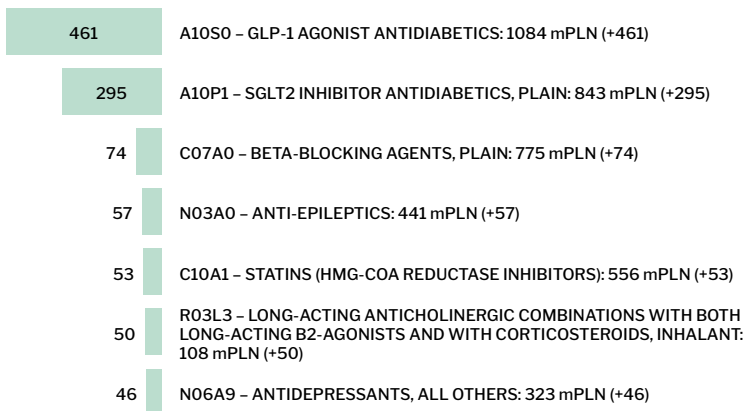 461 A10S0 – GLP-1 AGONIST ANTIDIABETICS: 1084 mPLN (+461)
295 A10P1 – SGLT2 INHIBITOR ANTIDIABETICS, PLAIN: 843 mPLN (+295)
74 C07A0 – BETA-BLOCKING AGENTS, PLAIN: 775 mPLN (+74)
57 N03A0 – ANTI-EPILEPTICS: 441 mPLN (+57)
53 C10A1 – STATINS (HMG-COA REDUCTASE INHIBITORS): 556 mPLN (+53)
R03L3 – LONG-ACTING ANTICHOLINERGIC COMBINATIONS WITH BOTH
50 LONG-ACTING B2-AGONISTS AND WITH CORTICOSTEROIDS, INHALANT:
108 mPLN (+50)
46 N06A9 – ANTIDEPRESSANTS, ALL OTHERS: 323 mPLN (+46)